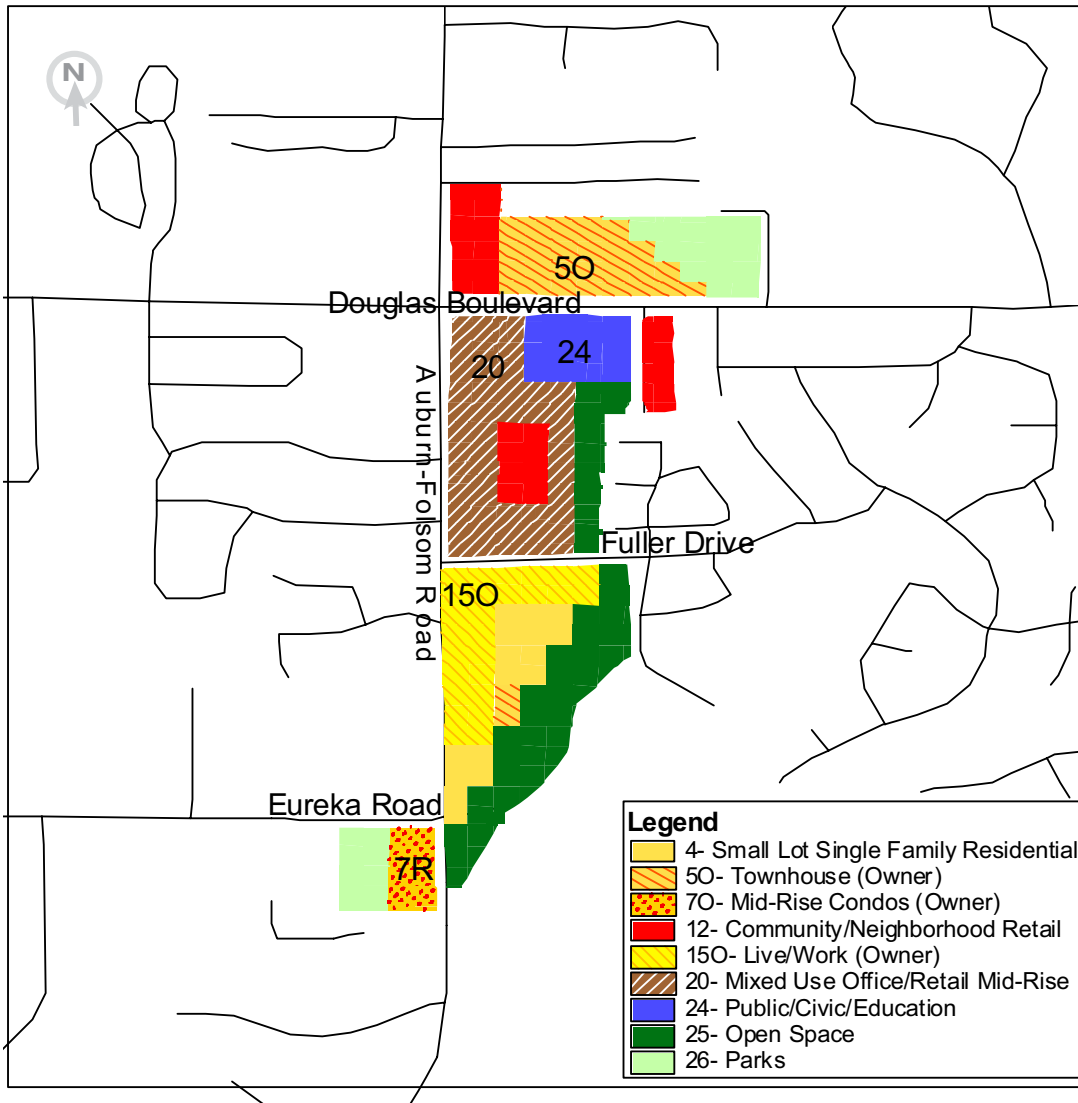 N
5O
Douglas Boulevard
20
24
Auburn-Folsom Road
Fuller Drive
15O
Eureka Road
7R
Legend
4- Small Lot Single Family Residential
5O- Townhouse (Owner)
7O- Mid-Rise Condos (Owner)
12- Community/Neighborhood Retail
15O- Live/Work (Owner)
20- Mixed Use Office/Retail Mid-Rise
24- Public/Civic/Education
25- Open Space
26- Parks